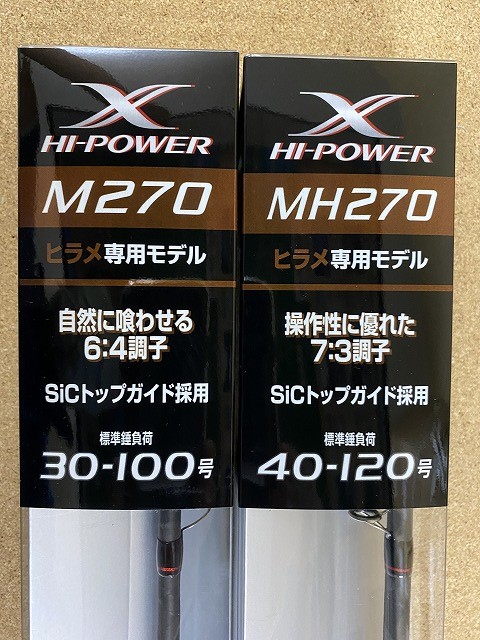 X
HI-POWER
M270
ヒラメ専用モデル
自然に喰わせる
6:4調子
SiCトップガイド採用
標準錘負荷
30-100号
X
HI-POWER
MH270
ヒラメ専用モデル
操作性に優れた
7:3調子
SiCトップガイド採用
標準錘負荷
40-120号